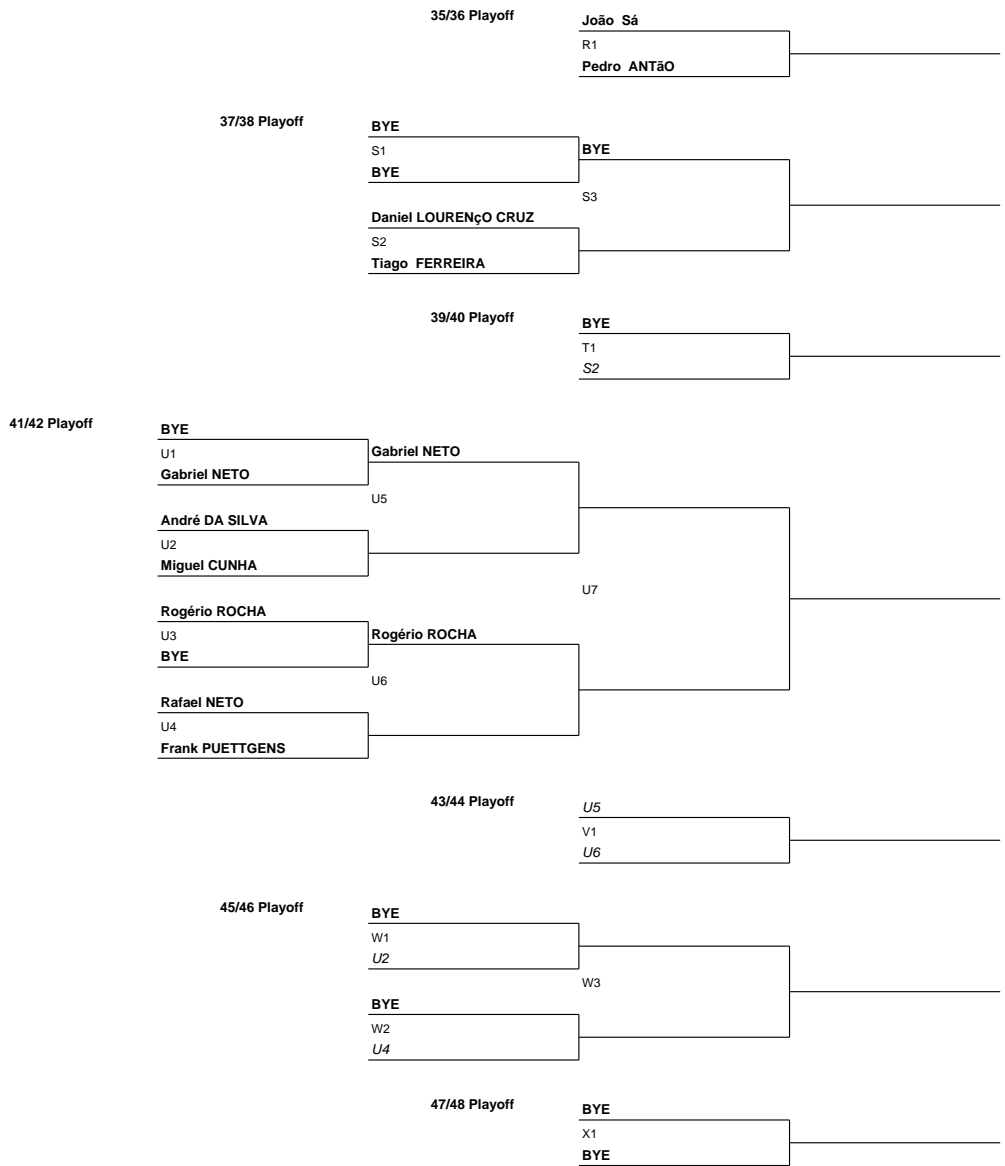 35/36 Playoff
João Sá
R1
Pedro ANTãO
37/38 Playoff
BYE
S1
BYE
BYE
S3
Daniel LOURENçO CRUZ
S2
Tiago FERREIRA
39/40 Playoff
BYE
T1
S2
41/42 Playoff
BYE
U1
Gabriel NETO
Gabriel NETO
U5
André DA SILVA
U2
Miguel CUNHA
U7
Rogério ROCHA
U3
BYE
Rogério ROCHA
U6
Rafael NETO
U4
Frank PUETTGENS
43/44 Playoff
U5
V1
U6
45/46 Playoff
BYE
W1
U2
W3
BYE
W2
U4
47/48 Playoff
BYE
X1
BYE